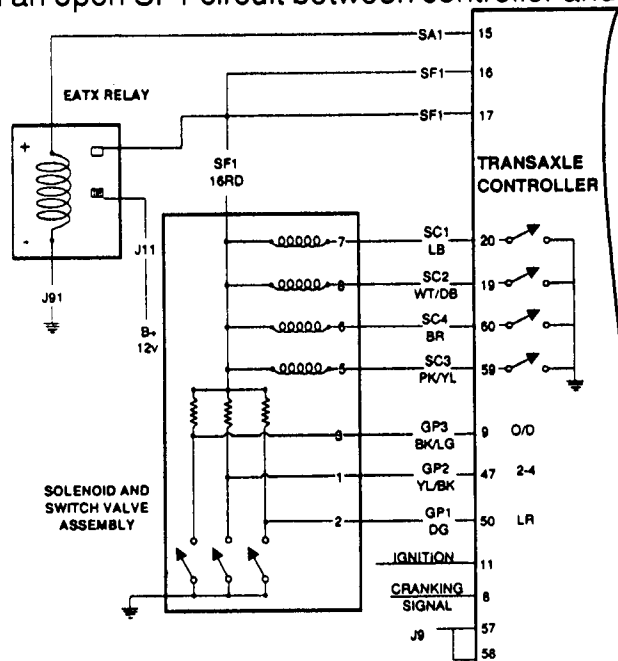 an open SF1 circuit between controller and
SA1 15
SF1 16
EATX RELAY
SF1 17
+
SF1
16RD
TRANSAXLE
CONTROLLER
-
J11
7 SC1 20
LB
8 SC2 19
WT/DB
J91
6 SC4 60
BR
B+
12v
5 SC3 59
PK/YL
3 GP3 9 O/D
BK/LG
1 GP2 47 2-4
YL/BK
SOLENOID AND
SWITCH VALVE
ASSEMBLY
2 GP1 50 LR
DG
IGNITION 11
CRANKING 8
SIGNAL
J9 57
58